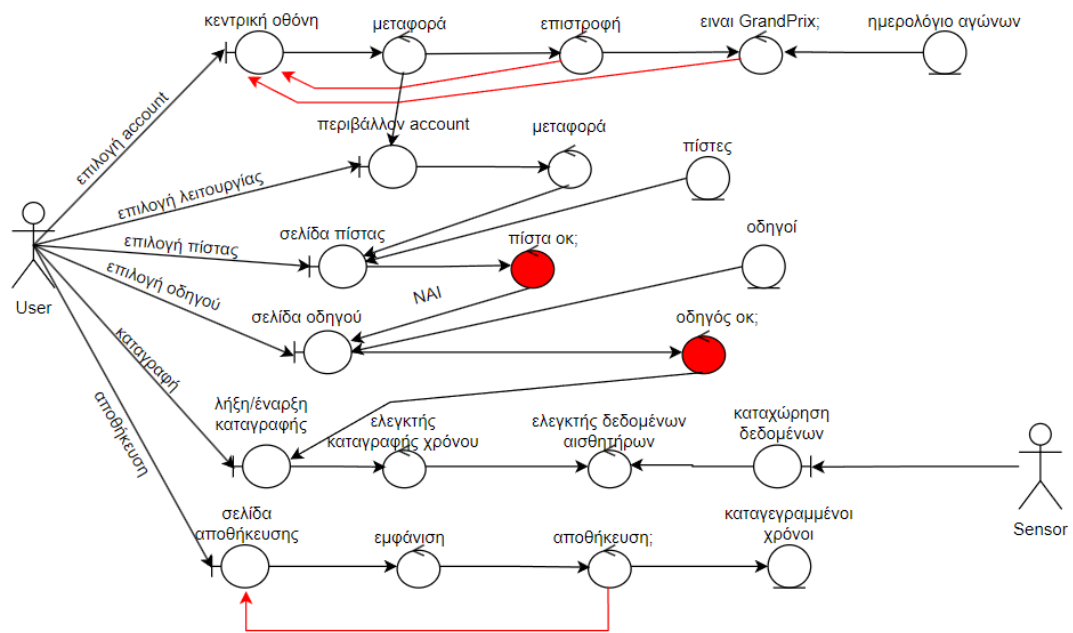 κεντρική οθόνη
μεταφορά
επιστροφή
ειναι GrandPrix;
ημερολόγιο αγώνων
επιλογή account
περιβάλλον account
μεταφορά
πίστες
επιλογή λειτουργίας
σελίδα πίστας
πίστα οκ;
οδηγοί
επιλογή πίστας
User
επιλογή οδηγού
ΝΑΙ
σελίδα οδηγού
οδηγός οκ;
καταγραφή
λήξη/έναρξη
καταγραφής
ελεγκτής
καταγραφής χρόνου
ελεγκτής δεδομένων
αισθητήρων
καταχώρηση
δεδομένων
αποθήκευση
Sensor
σελίδα
αποθήκευσης
εμφάνιση
αποθήκευση;
καταγεγραμμένοι
χρόνοι